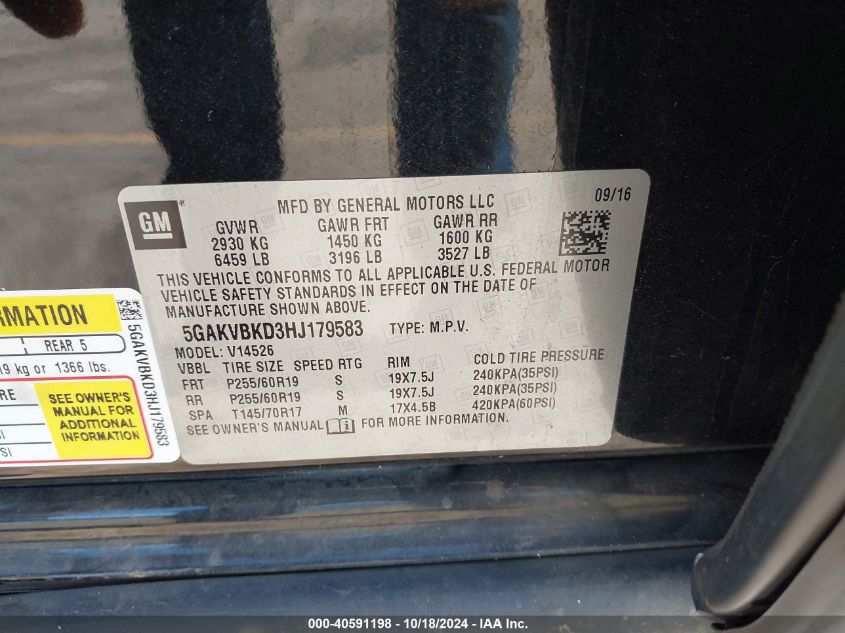 MFD BY GENERAL MOTORS LLC 09/16
GM
GVWR GAWR FRT GAWR RR
2930 KG 1450 KG 1600 KG
6459 LB 3196 LB 3527 LB
THIS VEHICLE CONFORMS TO ALL APPLICABLE U.S. FEDERAL MOTOR
VEHICLE SAFETY STANDARDS IN EFFECT ON THE DATE OF
MANUFACTURE SHOWN ABOVE.
5GAKVBKD3HJ179583 TYPE: M.P.V.
MODEL: V14526
VBBL TIRE SIZE SPEED RTG RIM COLD TIRE PRESSURE
FRT P255/60R19 S 19X7.5J 240KPA(35PSI)
RR P255/60R19 S 19X7.5J 240KPA(35PSI)
SPA T145/70R17 M 17X4.5B 420KPA(60PSI)
SEE OWNER'S MANUAL FOR MORE INFORMATION.
REAR 5
kg or 1366 lbs.
SEE OWNER'S
MANUAL FOR
ADDITIONAL
INFORMATION
5GAKVBKD3HJ179583
000-40591198 - 10/18/2024 - IAAI - Copyright 2024 IAA, Inc.